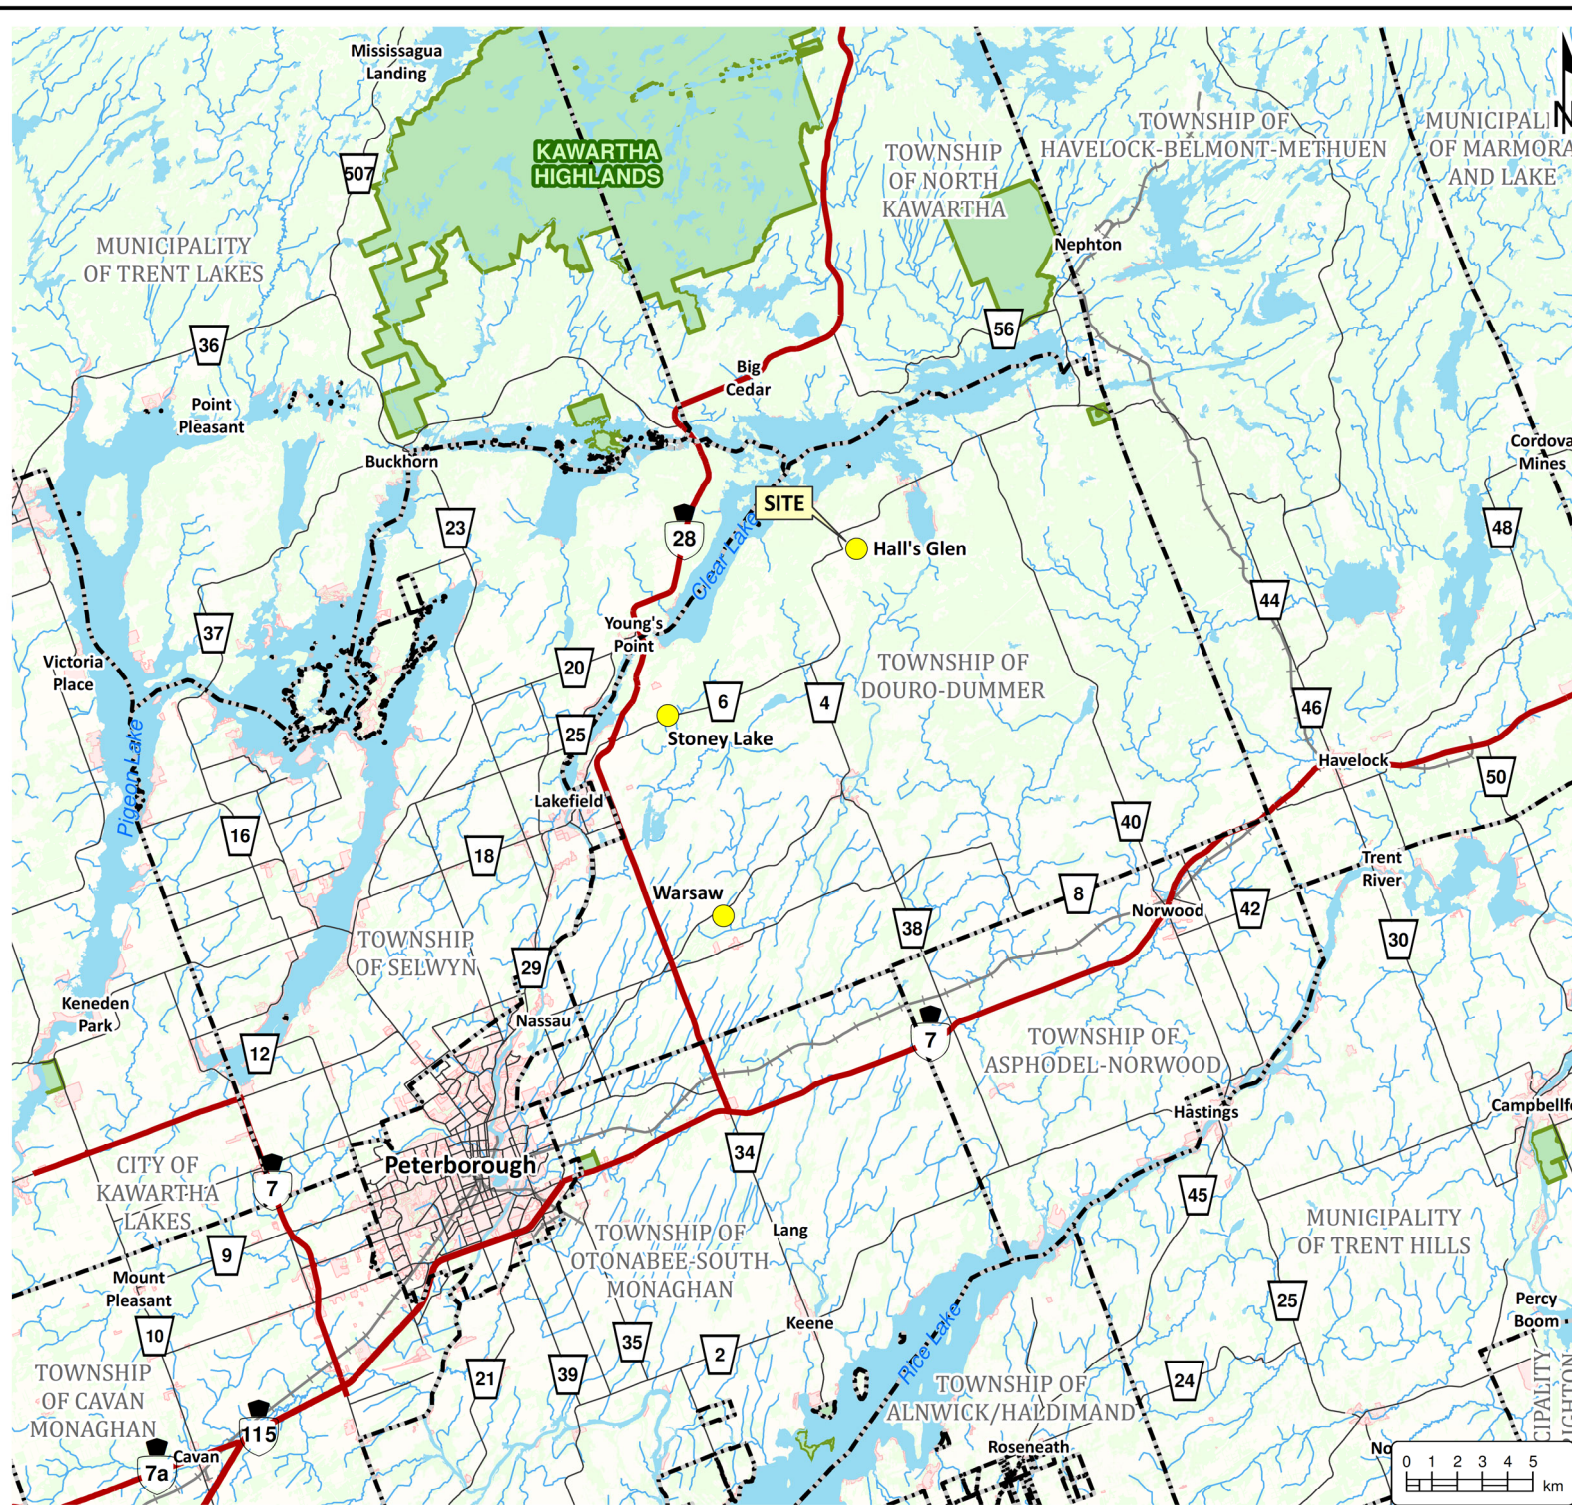 Mississagua
Landing
KAWARTHA
HIGHLANDS
507
TOWNSHIP
OF NORTH
KAWARTHA
TOWNSHIP OF
HAVELOCK-BELMONT-METHUEN
MUNICIPALI
OF MARMORA
AND LAKE
N
MUNICIPALITY
OF TRENT LAKES
Nephton
36
56
Big
Cedar
Point
Pleasant
Buckhorn
Cordova
Mines
SITE
23
28
48
Clear Lake
Hall's Glen
37
44
Young's
Point
Victoria
Place
20
TOWNSHIP OF
DOURO-DUMMER
6
4
46
25
Stoney Lake
Pigeon Lake
Havelock
50
Lakefield
16
18
40
Trent
River
Warsaw
8
Norwood
42
38
30
TOWNSHIP
OF SELWYN
29
Keneden
Park
Nassau
12
7
TOWNSHIP OF
ASPHODEL-NORWOOD
Hastings
Campbellfo
34
CITY OF
KAWARTHA
LAKES
Peterborough
7
45
9
TOWNSHIP OF
OTONABEE-SOUTH
MONAGHAN
Lang
MUNICIPALITY
OF TRENT HILLS
Mount
Pleasant
10
25
Percy
Boom
Keene
35
2
Rice Lake
21
39
24
TOWNSHIP
OF CAVAN
MONAGHAN
TOWNSHIP OF
ALNWICK/HALDIMAND
CIPALITY
IGHTON
115
Cavan
7a
Roseneath
No
0 1 2 3 4 5
km